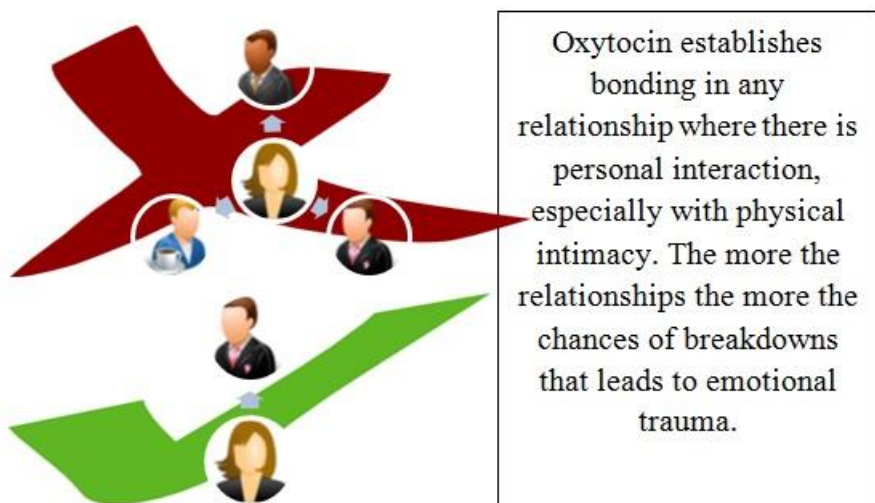 Oxytocin establishes
bonding in any
relationship where there is
personal interaction,
especially with physical
intimacy. The more the
relationships the more the
chances of breakdowns
that leads to emotional
trauma.